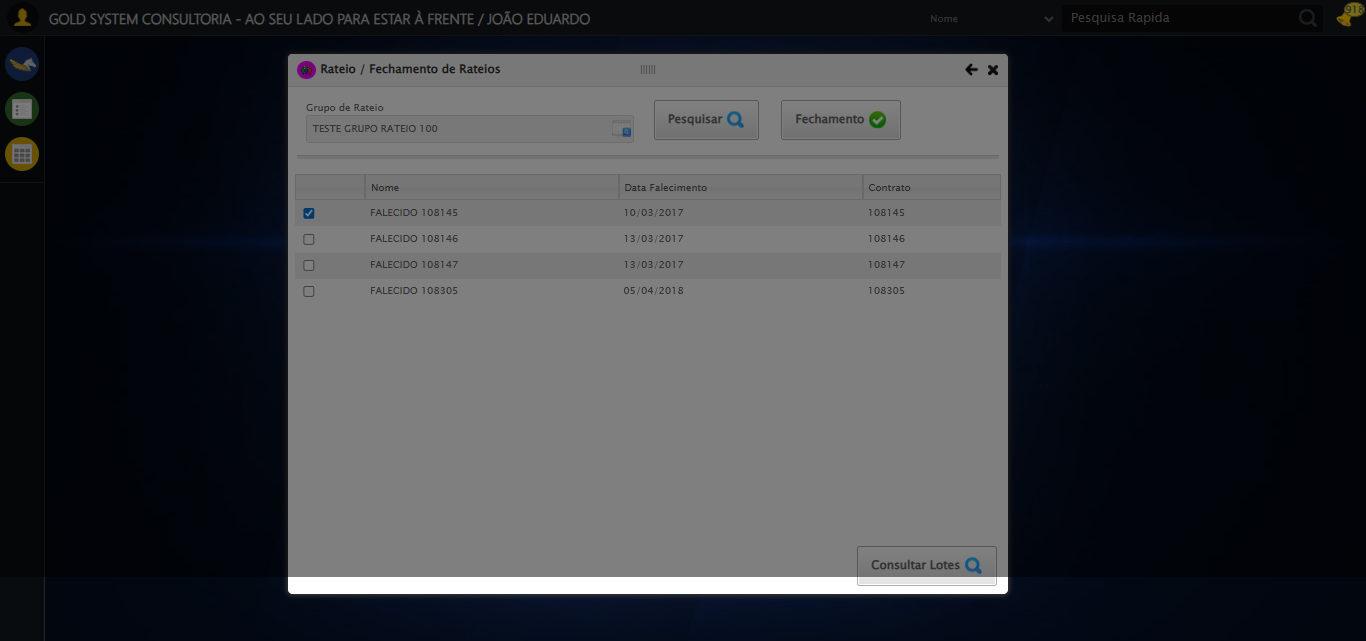 GOLD SYSTEM CONSULTORIA - AO SEU LADO PARA ESTAR À FRENTE / JOÃO EDUARDO
Nome
Pesquisa Rapida
918
Rateio / Fechamento de Rateios
Grupo de Rateio
TESTE GRUPO RATEIO 100
Pesquisar
Fechamento
Nome Data Falecimento Contrato
FALECIDO 108145 10/03/2017 108145
FALECIDO 108146 13/03/2017 108146
FALECIDO 108147 13/03/2017 108147
FALECIDO 108305 05/04/2018 108305
Consultar Lotes